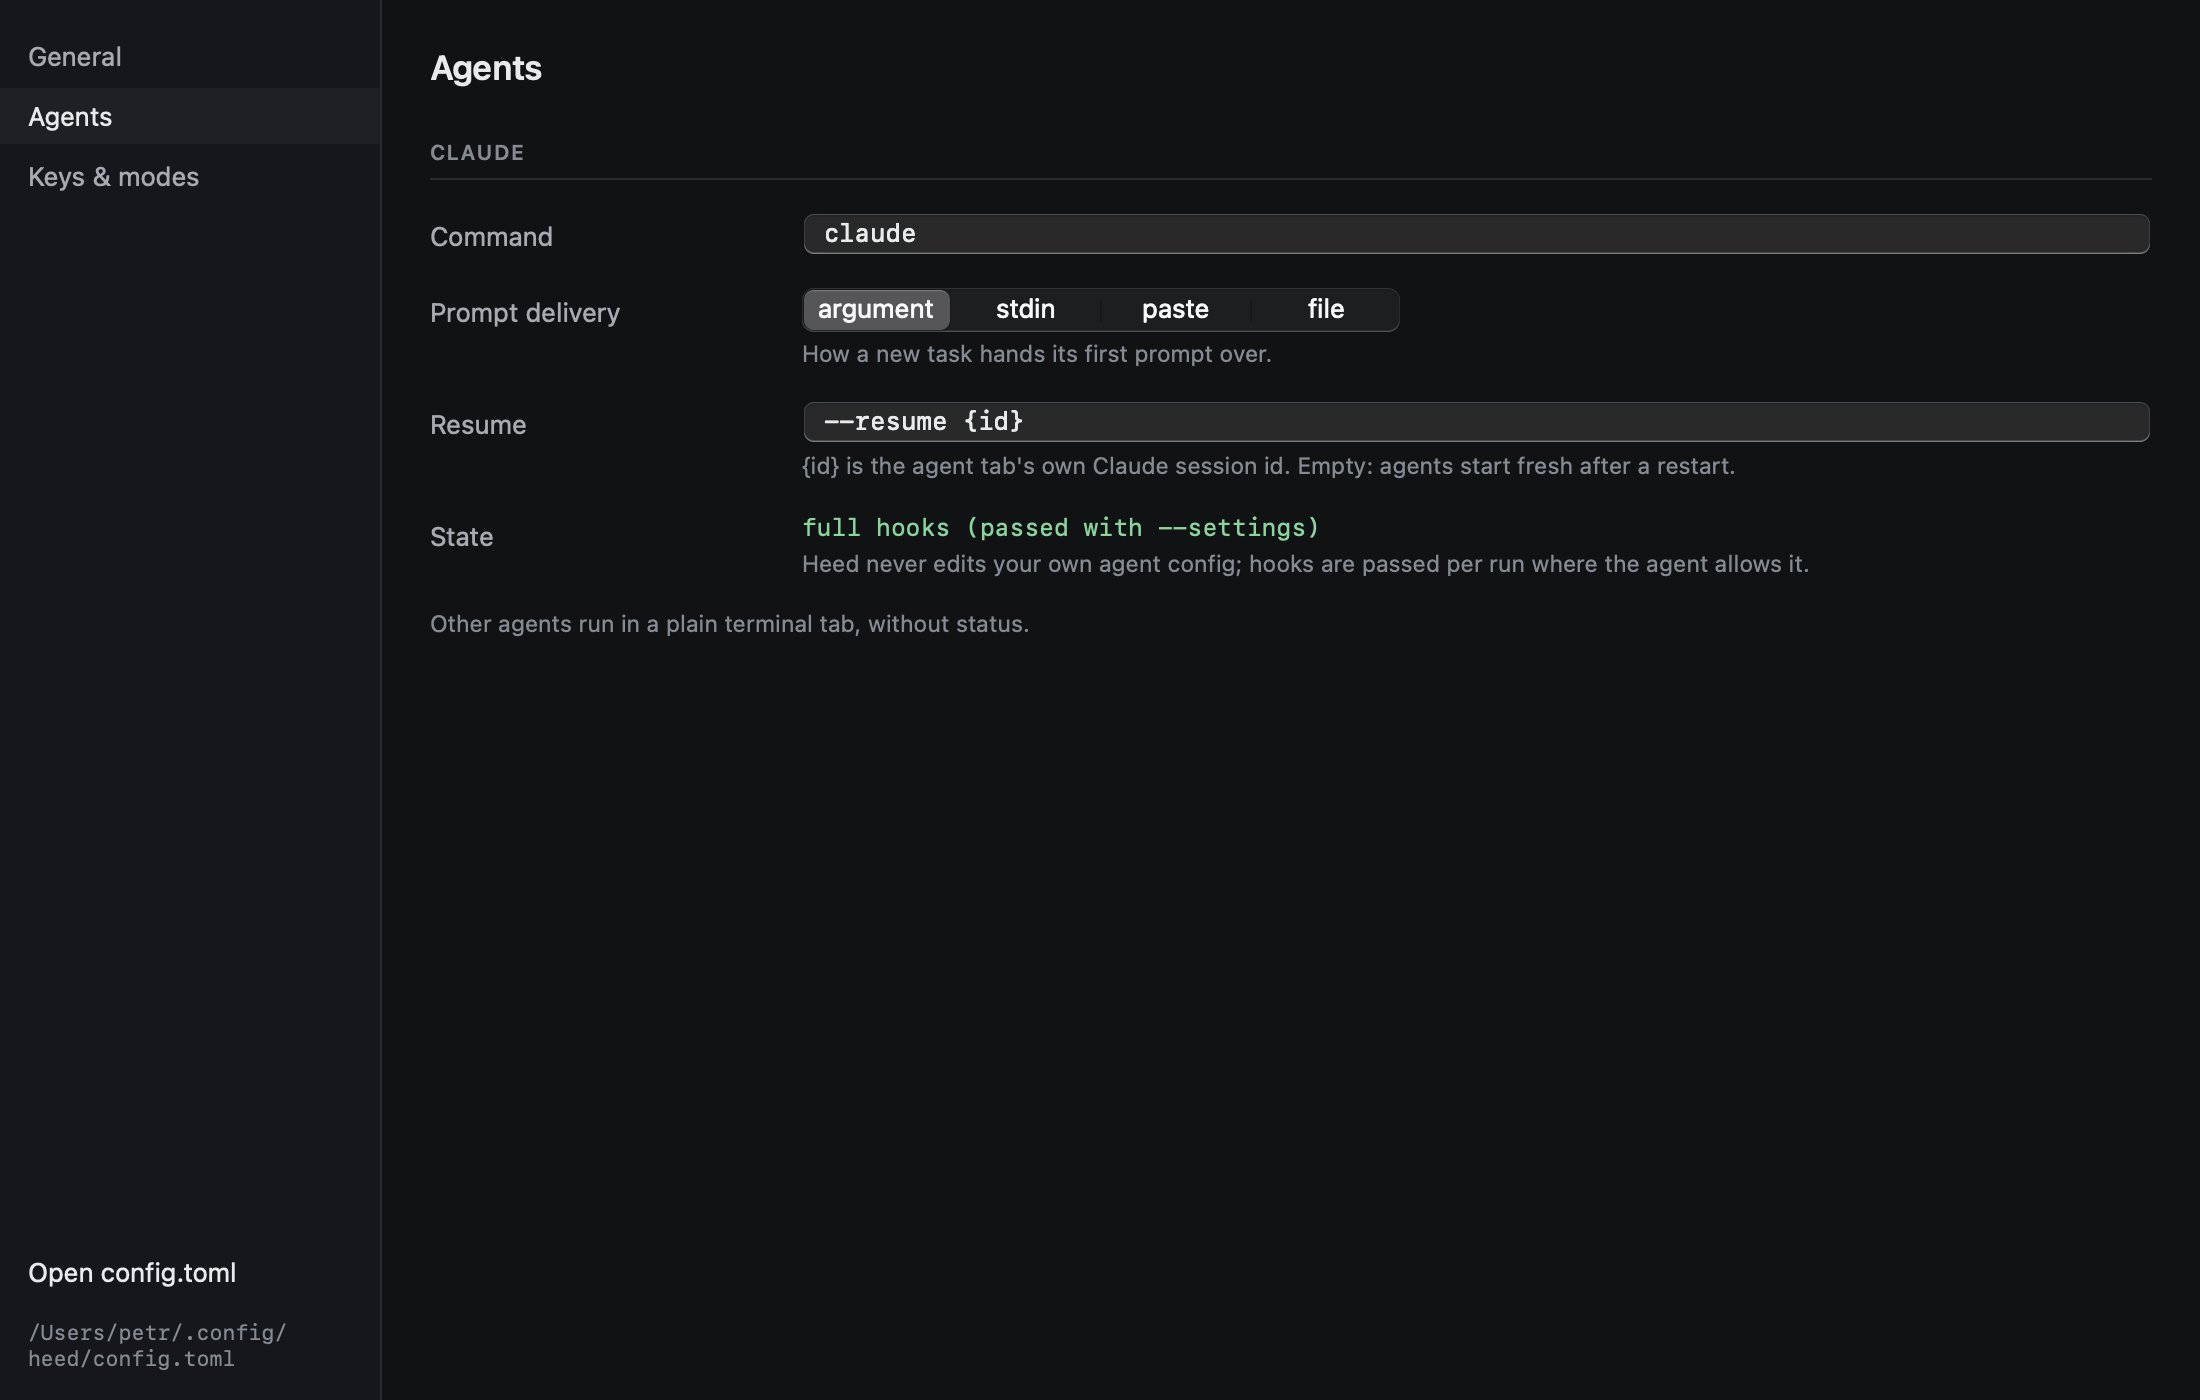 General
Agents
Keys & modes
Open config.toml
/Users/petr/.config/
heed/config.toml
Agents
CLAUDE
Command
claude
Prompt delivery
argument stdin paste file
How a new task hands its first prompt over.
Resume
--resume {id}
{id} is the agent tab's own Claude session id. Empty: agents start fresh after a restart.
State
full hooks (passed with --settings)
Heed never edits your own agent config; hooks are passed per run where the agent allows it.
Other agents run in a plain terminal tab, without status.